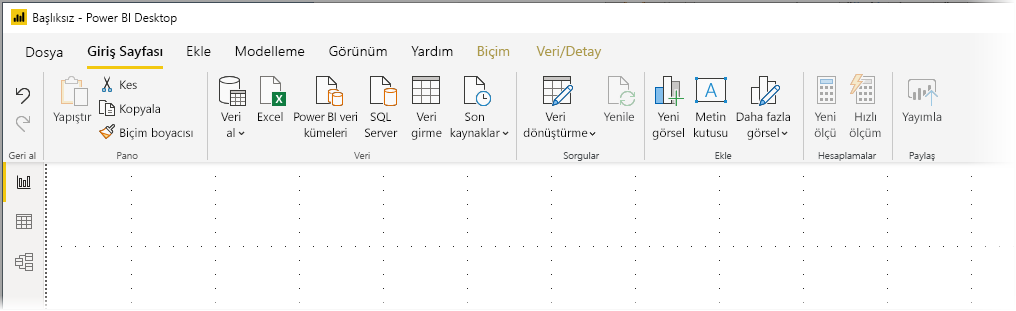 Başlıksız - Power BI Desktop
Dosya Giriş Sayfası Ekle Modelleme Görünüm Yardım Biçim Veri/Detay
Yapıştır
Kes
Kopyala
Biçim boyacısı
Veri
al
Excel
Power BI veri
kümeleri
SQL
Server
Veri
girme
Son
kaynaklar
Veri
dönüştürme
Yenile
Yeni
görsel
A
Metin
kutusu
Daha fazla
görsel
Yeni
ölçü
Hızlı
ölçüm
Yayımla
Geri al Pano Veri Sorgular Ekle Hesaplamalar Paylaş